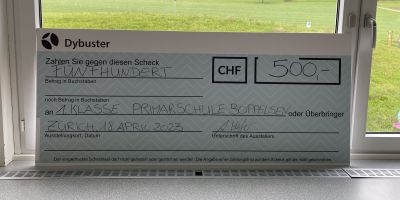 Dybuster
Zahlen Sie gegen diesen Scheck
FÜNFHUNDERT CHF 500,-
Betrag in Buchstaben
noch Betrag in Buchstaben
an 1. KLASSE PRIMARSCHULE BOPPELSEN oder Überbringer
ZÜRICH, 18. APRIL 2023
Ausstellungsort, Datum Unterschrift des Ausstellers